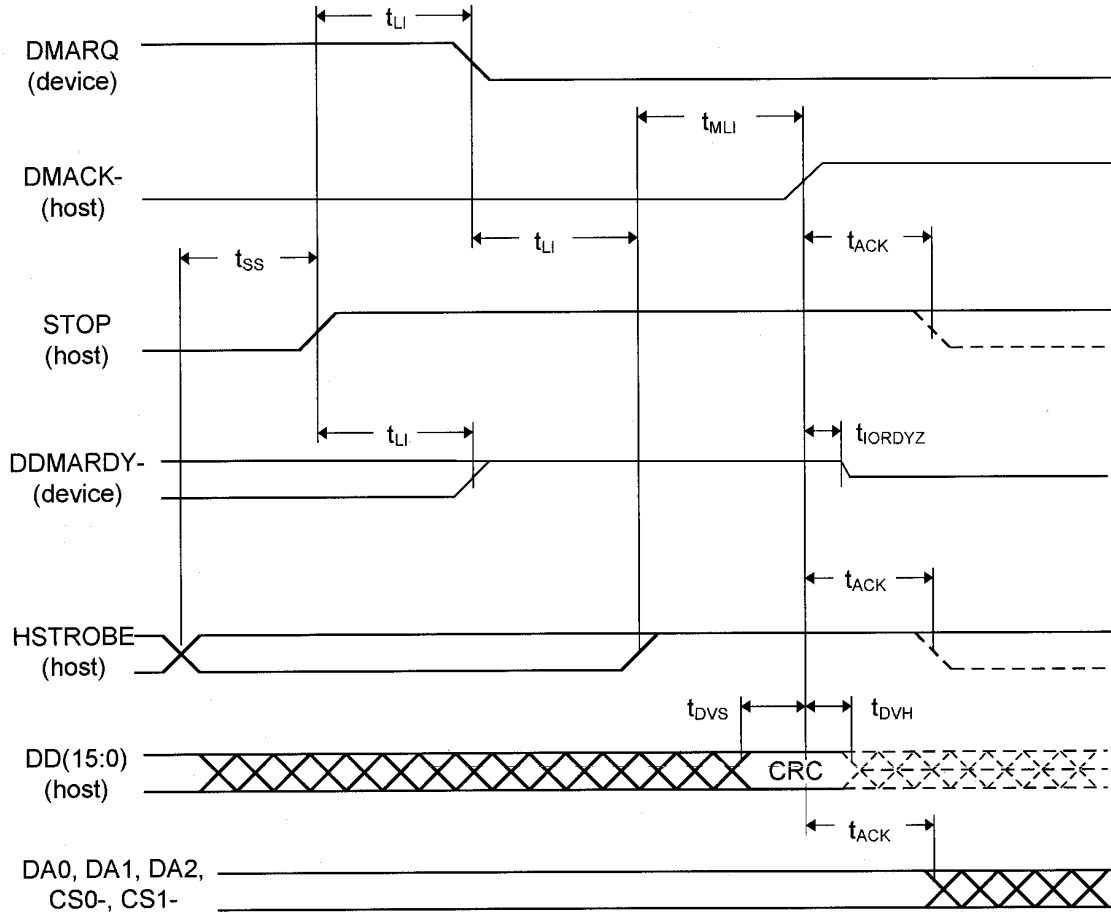 t_LI
DMARQ
(device)
t_MLI
DMACK-
(host)
t_LI
t_ACK
t_SS
STOP
(host)
t_LI
t_IORDYZ
DDMARDY-
(device)
t_ACK
HSTROBE
(host)
t_DVS
t_DVH
DD(15:0)
(host)
CRC
t_ACK
DA0, DA1, DA2,
CS0-, CS1-